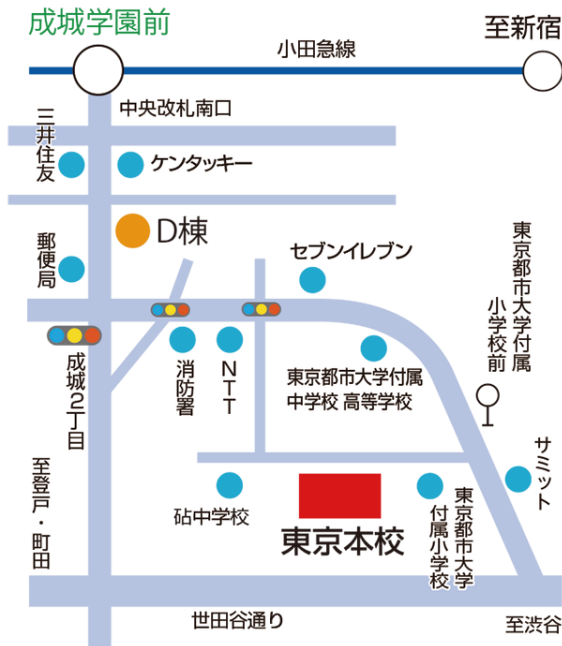 成城学園前
至新宿
小田急線
中央改札南口
三井住友
ケンタッキー
郵便局
D棟
セブンイレブン
東京都市大学付属
小学校前
成城2丁目
消防署
NTT
東京都市大学付属
中学校 高等学校
サミット
至登戸・町田
砧中学校
東京本校
東京都市大学
付属小学校
世田谷通り
至渋谷